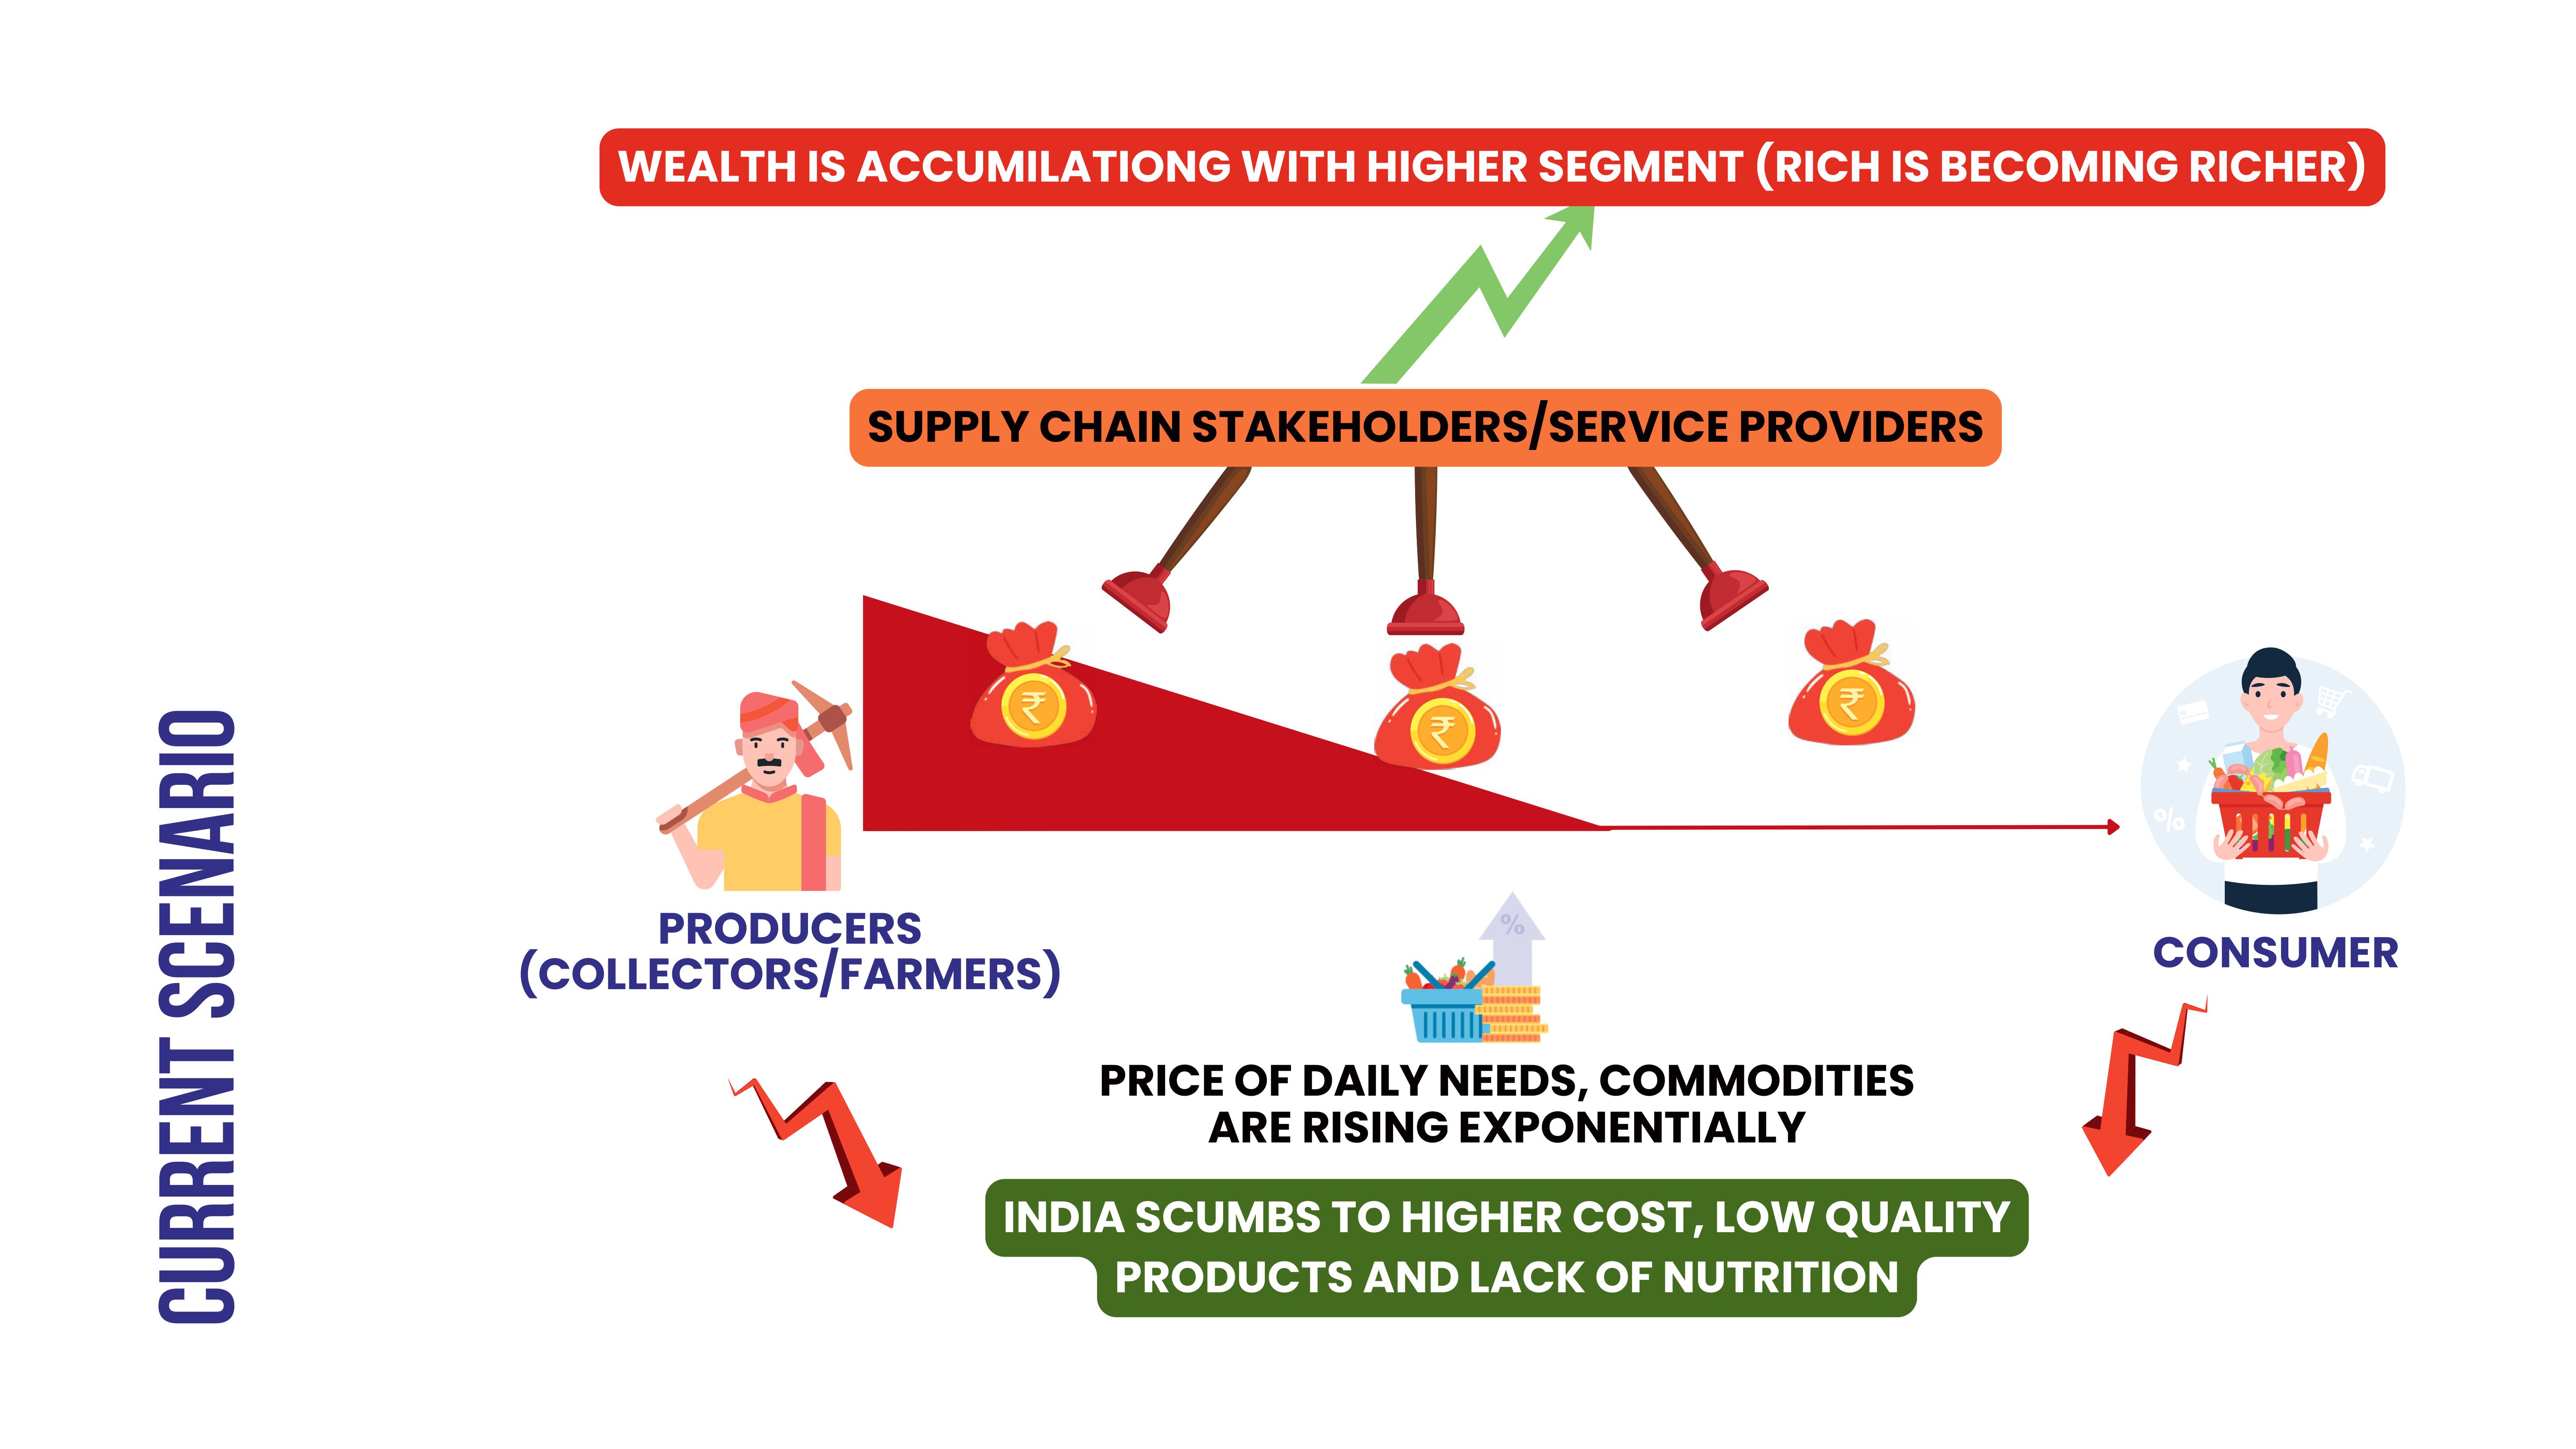 WEALTH IS ACCUMILATIONG WITH HIGHER SEGMENT (RICH IS BECOMING RICHER)
SUPPLY CHAIN STAKEHOLDERS/SERVICE PROVIDERS
₹
₹
₹
CURRENT SCENARIO
PRODUCERS
(COLLECTORS/FARMERS)
%
CONSUMER
%
PRICE OF DAILY NEEDS, COMMODITIES
ARE RISING EXPONENTIALLY
INDIA SCUMBS TO HIGHER COST, LOW QUALITY
PRODUCTS AND LACK OF NUTRITION